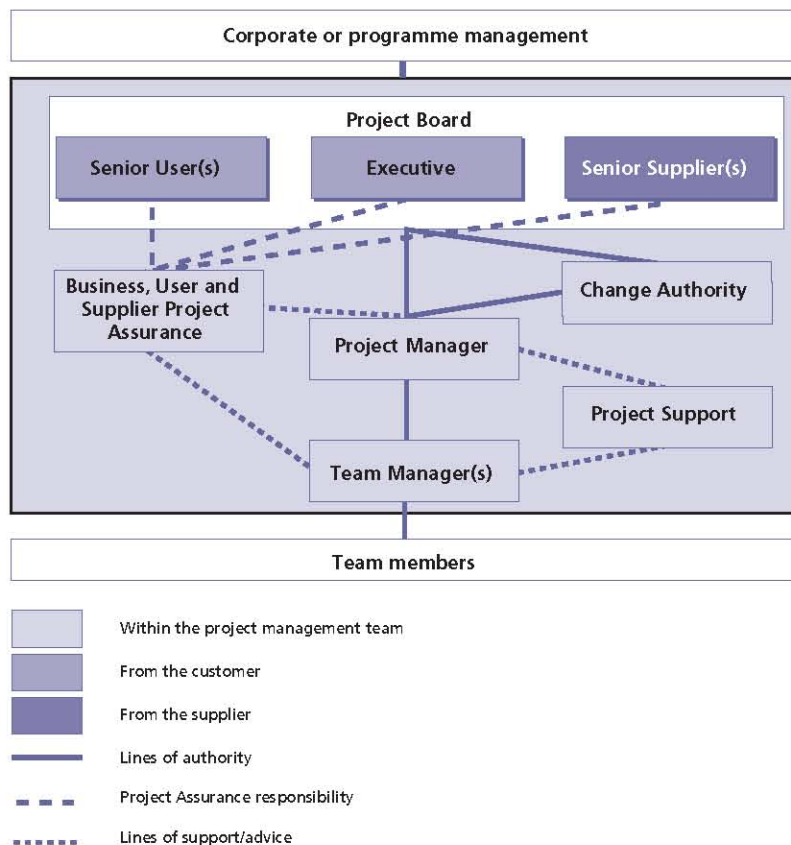 Corporate or programme management
Project Board
Senior User(s)
Executive
Senior Supplier(s)
Business, User and
Supplier Project
Assurance
Change Authority
Project Manager
Project Support
Team Manager(s)
Team members
Within the project management team
From the customer
From the supplier
Lines of authority
Project Assurance responsibility
Lines of support/advice